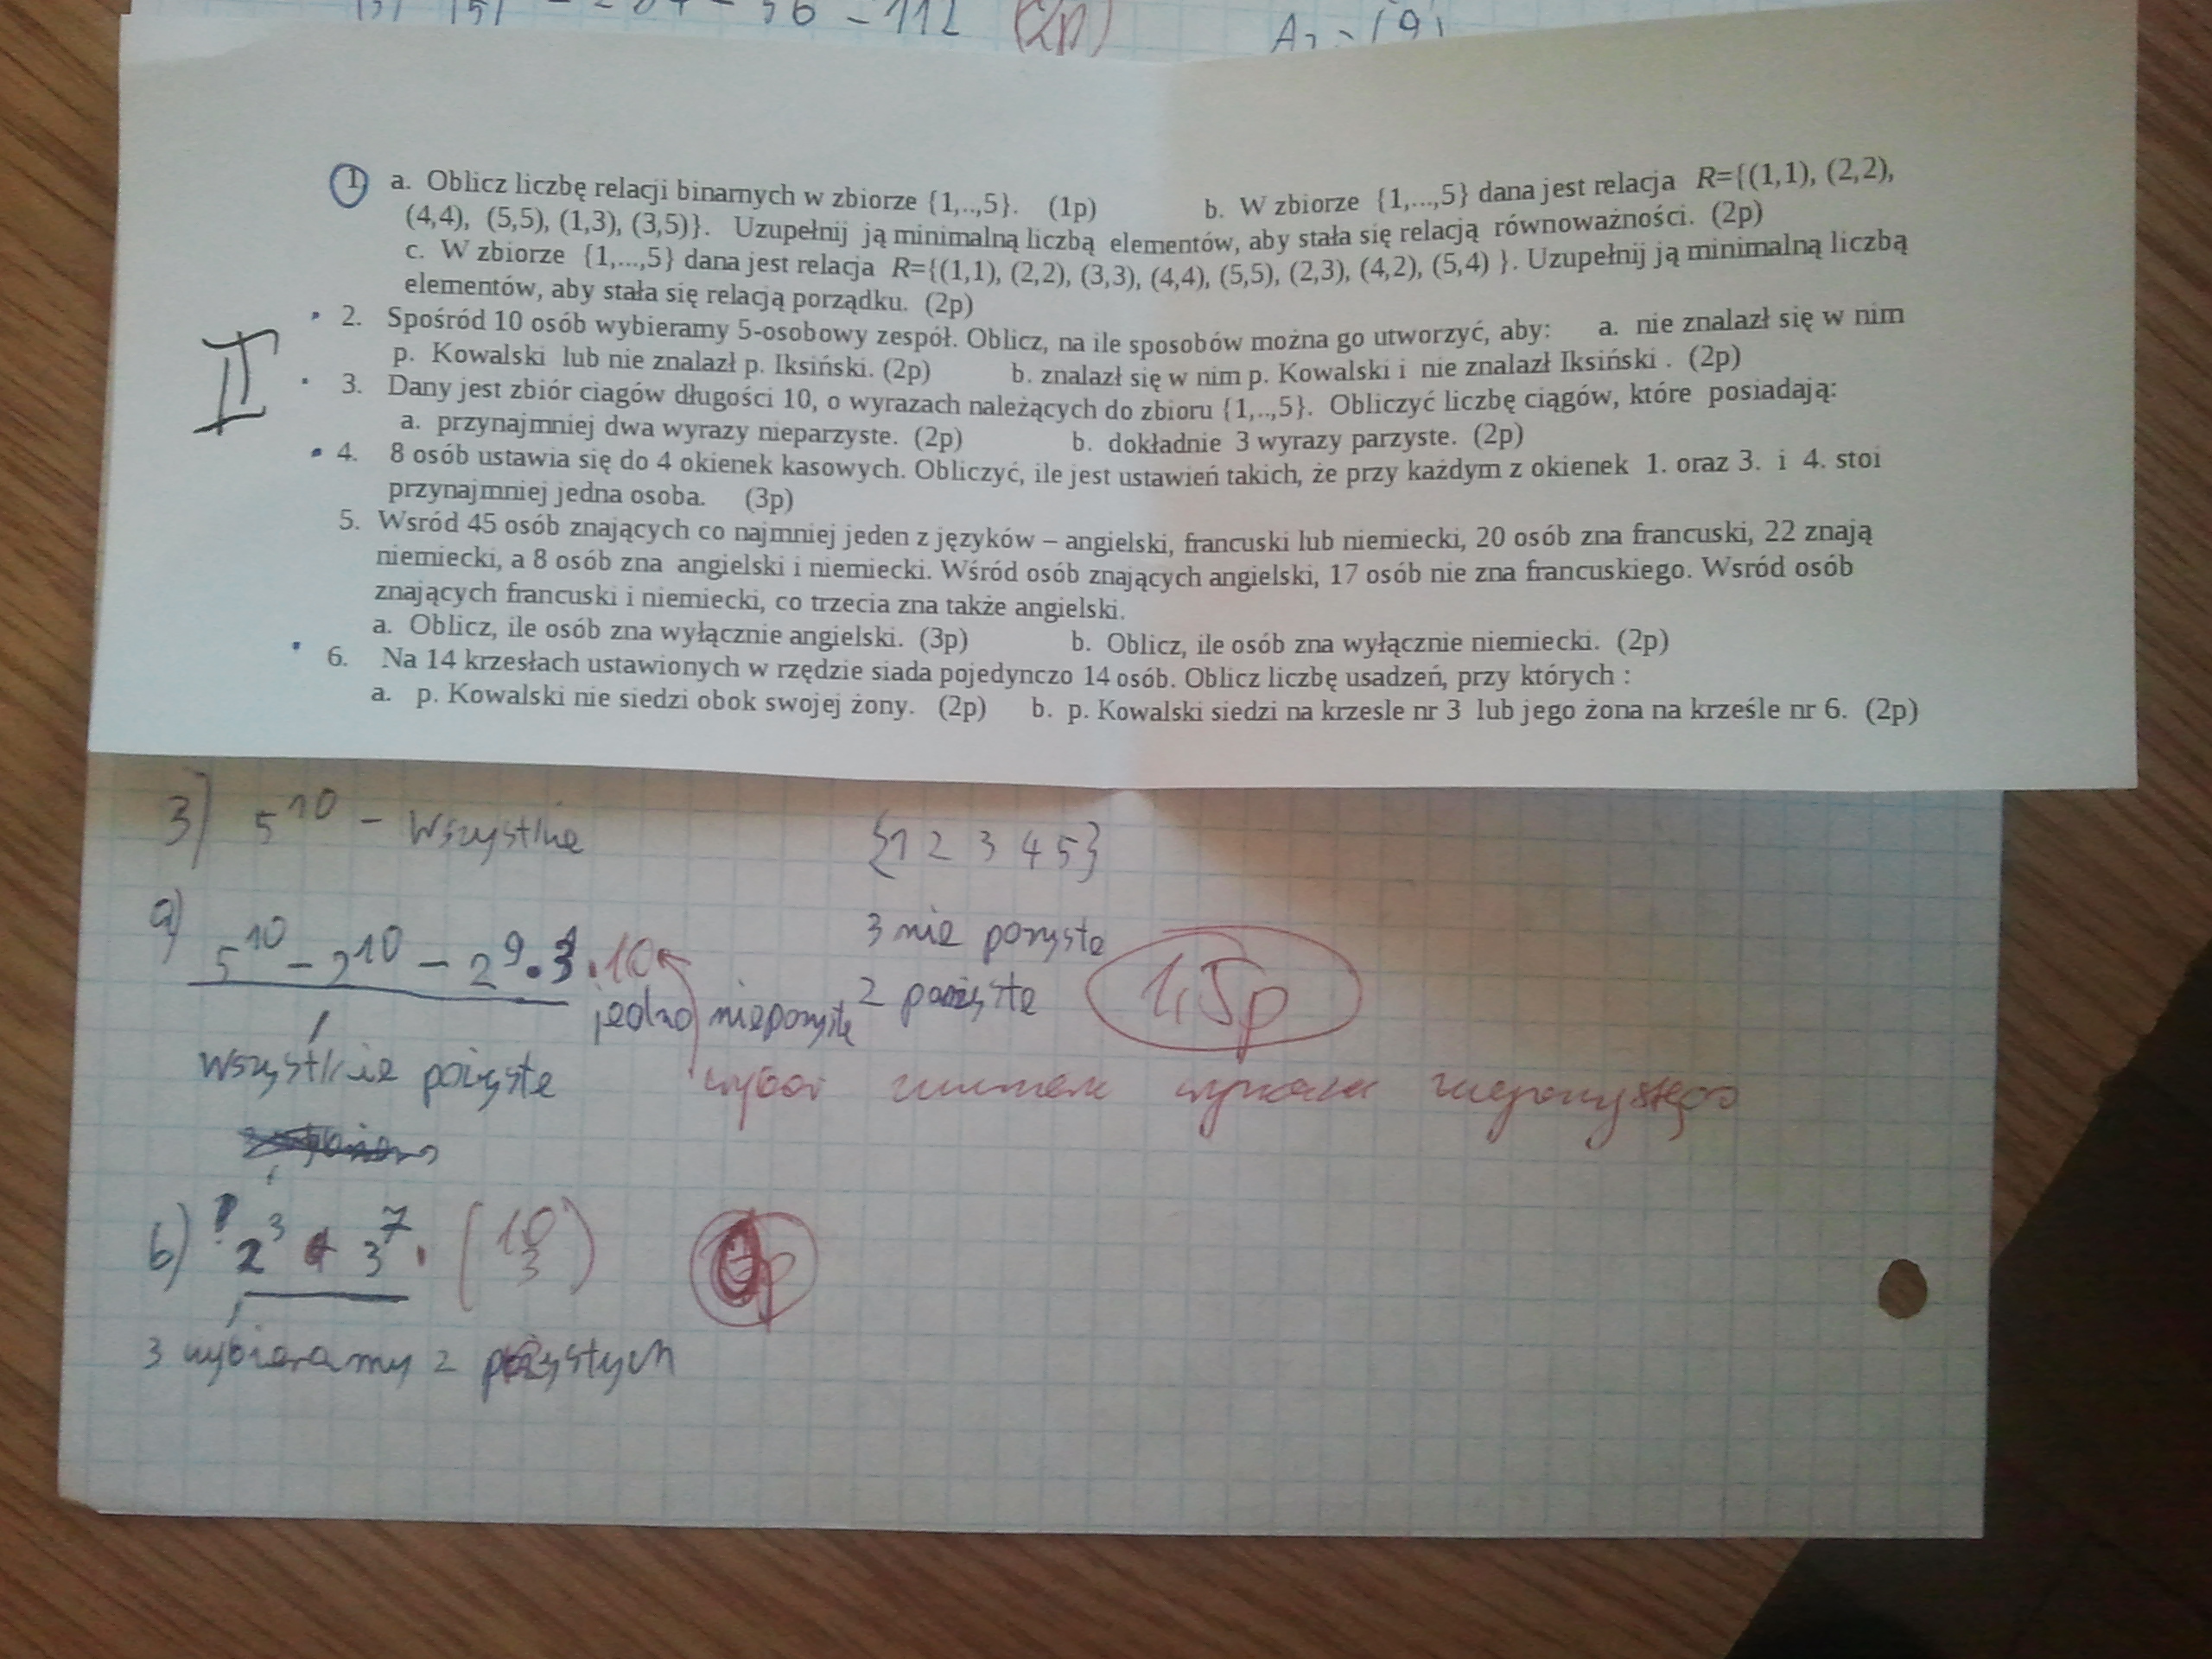 - 112 (2p)
1 a. Oblicz liczbę relacji binarnych w zbiorze {1,..,5}. (1p) b. W zbiorze {1,...,5} dana jest relacja R={(1,1), (2,2),
(4,4), (5,5), (1,3), (3,5)}. Uzupełnij ją minimalną liczbą elementów, aby stała się relacją równoważności. (2p)
c. W zbiorze {1,...,5} dana jest relacja R={(1,1), (2,2), (3,3), (4,4), (5,5), (2,3), (4,2), (5,4) }. Uzupełnij ją minimalną liczbą
elementów, aby stała się relacją porządku. (2p)
II
2. Spośród 10 osób wybieramy 5-osobowy zespół. Oblicz, na ile sposobów można go utworzyć, aby: a. nie znalazł się w nim
p. Kowalski lub nie znalazł p. Iksiński. (2p) b. znalazł się w nim p. Kowalski i nie znalazł Iksiński . (2p)
3. Dany jest zbiór ciagów długości 10, o wyrazach należących do zbioru {1,..,5}. Obliczyć liczbę ciągów, które posiadają:
a. przynajmniej dwa wyrazy nieparzyste. (2p) b. dokładnie 3 wyrazy parzyste. (2p)
4. 8 osób ustawia się do 4 okienek kasowych. Obliczyć, ile jest ustawień takich, że przy każdym z okienek 1. oraz 3. i 4. stoi
przynajmniej jedna osoba. (3p)
5. Wsród 45 osób znających co najmniej jeden z języków – angielski, francuski lub niemiecki, 20 osób zna francuski, 22 znają
niemiecki, a 8 osób zna angielski i niemiecki. Wśród osób znających angielski, 17 osób nie zna francuskiego. Wsród osób
znających francuski i niemiecki, co trzecia zna także angielski.
a. Oblicz, ile osób zna wyłącznie angielski. (3p) b. Oblicz, ile osób zna wyłącznie niemiecki. (2p)
6. Na 14 krzesłach ustawionych w rzędzie siada pojedynczo 14 osób. Oblicz liczbę usadzeń, przy których :
a. p. Kowalski nie siedzi obok swojej żony. (2p) b. p. Kowalski siedzi na krzesle nr 3 lub jego żona na krześle nr 6. (2p)
3) 5^10 - Wszystkie {1 2 3 4 5}
3 nie parzyste
a) 5^10 - 2^10 - 2^9 · 3 · 10
jedno nieparzyste 2 parzyste 1,5p
wszystkie parzyste wybór numeru wyrazu nieparzystego
b) 2^3 3^7 · (10 3)
3 wybieramy z parzystych